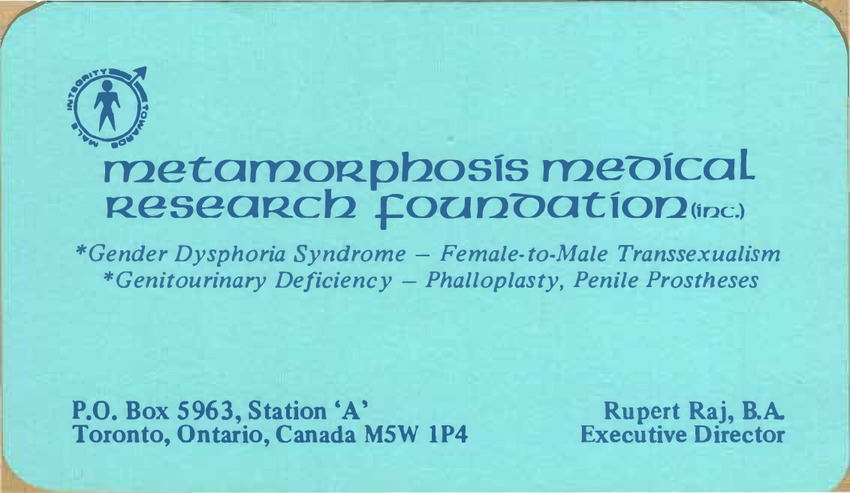 TOWARDS MALE INTEGRITY
metamorphosis medical
research foundation (inc.)
*Gender Dysphoria Syndrome — Female-to-Male Transsexualism
*Genitourinary Deficiency — Phalloplasty, Penile Prostheses
P.O. Box 5963, Station ‘A’
Toronto, Ontario, Canada M5W 1P4
Rupert Raj, B.A.
Executive Director